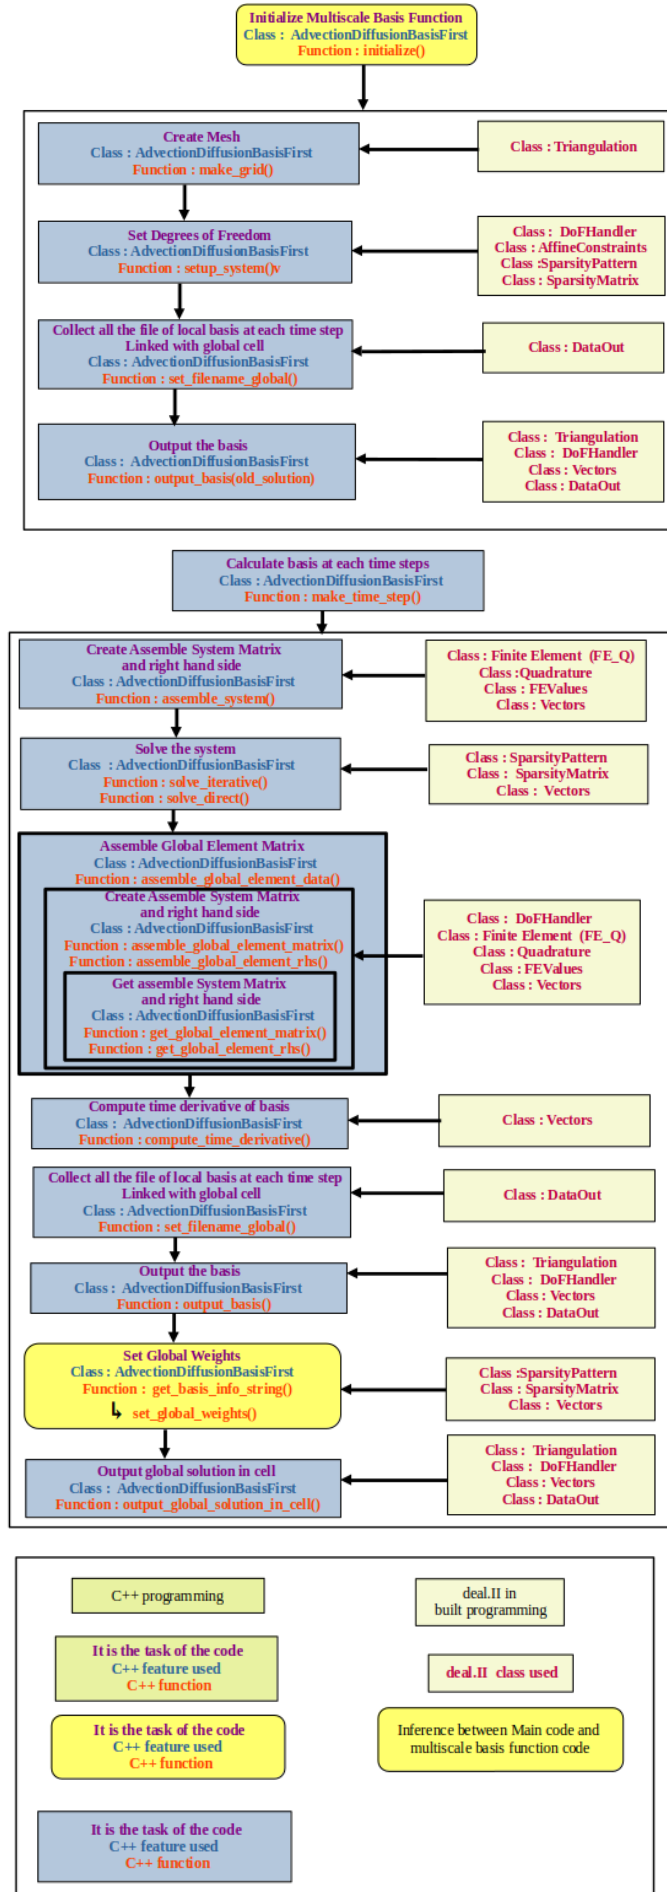 Initialize Multiscale Basis Function
Class : AdvectionDiffusionBasisFirst
Function : initialize()
Create Mesh
Class : AdvectionDiffusionBasisFirst
Function : make_grid()
Class : Triangulation
Set Degrees of Freedom
Class : AdvectionDiffusionBasisFirst
Function : setup_system()v
Class : DoFHandler
Class : AffineConstraints
Class :SparsityPattern
Class : SparsityMatrix
Collect all the file of local basis at each time step
Linked with global cell
Class : AdvectionDiffusionBasisFirst
Function : set_filename_global()
Class : DataOut
Output the basis
Class : AdvectionDiffusionBasisFirst
Function : output_basis(old_solution)
Class : Triangulation
Class : DoFHandler
Class : Vectors
Class : DataOut
Calculate basis at each time steps
Class : AdvectionDiffusionBasisFirst
Function : make_time_step()
Create Assemble System Matrix
and right hand side
Class : AdvectionDiffusionBasisFirst
Function : assemble_system()
Class : Finite Element (FE_Q)
Class :Quadrature
Class : FEValues
Class : Vectors
Solve the system
Class : AdvectionDiffusionBasisFirst
Function : solve_iterative()
Function : solve_direct()
Class :SparsityPattern
Class : SparsityMatrix
Class : Vectors
Assemble Global Element Matrix
Class : AdvectionDiffusionBasisFirst
Function : assemble_global_element_data()
Create Assemble System Matrix
and right hand side
Class : AdvectionDiffusionBasisFirst
Function : assemble_global_element_matrix()
Function : assemble_global_element_rhs()
Get assemble System Matrix
and right hand side
Class : AdvectionDiffusionBasisFirst
Function : get_global_element_matrix()
Function : get_global_element_rhs()
Class : DoFHandler
Class : Finite Element (FE_Q)
Class : Quadrature
Class : FEValues
Class : Vectors
Compute time derivative of basis
Class : AdvectionDiffusionBasisFirst
Function : compute_time_derivative()
Class : Vectors
Collect all the file of local basis at each time step
Linked with global cell
Class : AdvectionDiffusionBasisFirst
Function : set_filename_global()
Class : DataOut
Output the basis
Class : AdvectionDiffusionBasisFirst
Function : output_basis()
Class : Triangulation
Class : DoFHandler
Class : Vectors
Class : DataOut
Set Global Weights
Class : AdvectionDiffusionBasisFirst
Function : get_basis_info_string()
set_global_weights()
Class :SparsityPattern
Class : SparsityMatrix
Class : Vectors
Output global solution in cell
Class : AdvectionDiffusionBasisFirst
Function : output_global_solution_in_cell()
Class : Triangulation
Class : DoFHandler
Class : Vectors
Class : DataOut
C++ programming
deal.II in
built programming
It is the task of the code
C++ feature used
C++ function
deal.II class used
It is the task of the code
C++ feature used
C++ function
Inference between Main code and
multiscale basis function code
It is the task of the code
C++ feature used
C++ function